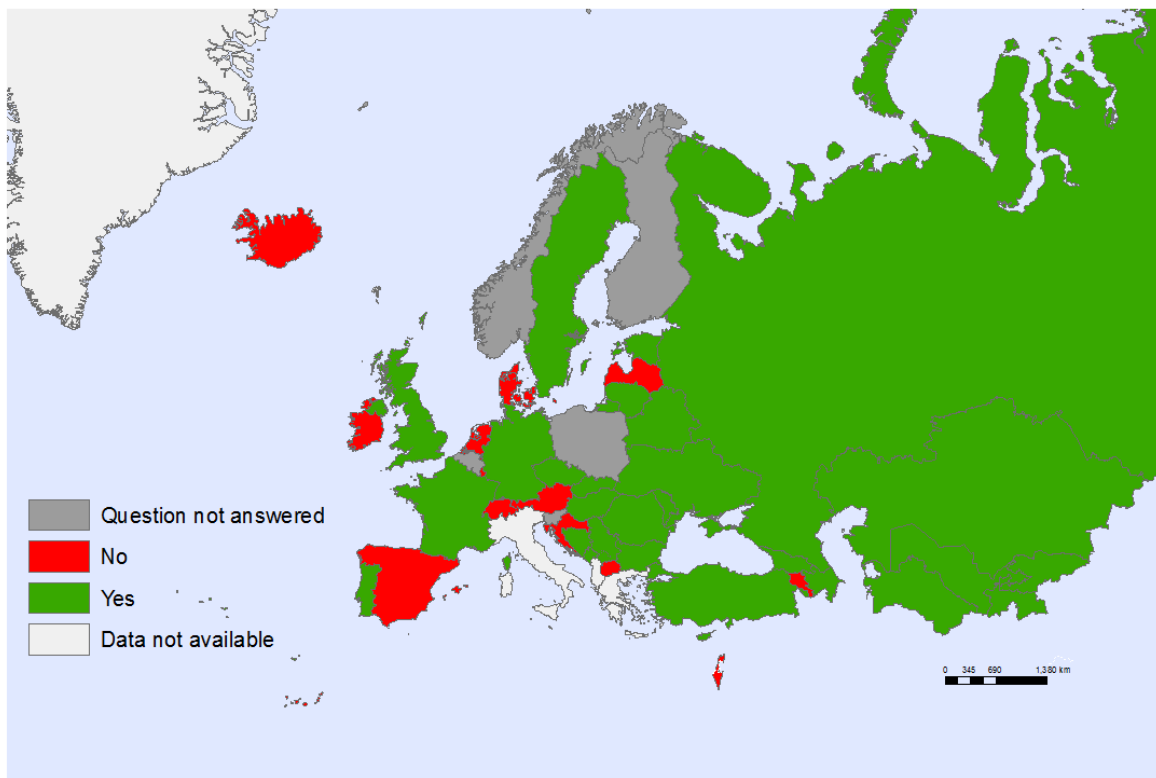 Question not answered
No
Yes
Data not available
0 345 690 1,380 km